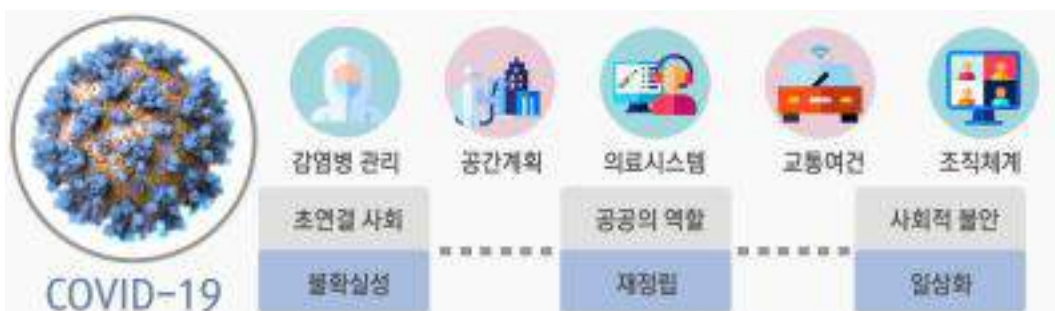 감염병 관리 공간계획 의료시스템 교통여건 조직체계
초연결 사회 공공의 역할 사회적 불안
불확실성 재정립 일상화
COVID-19